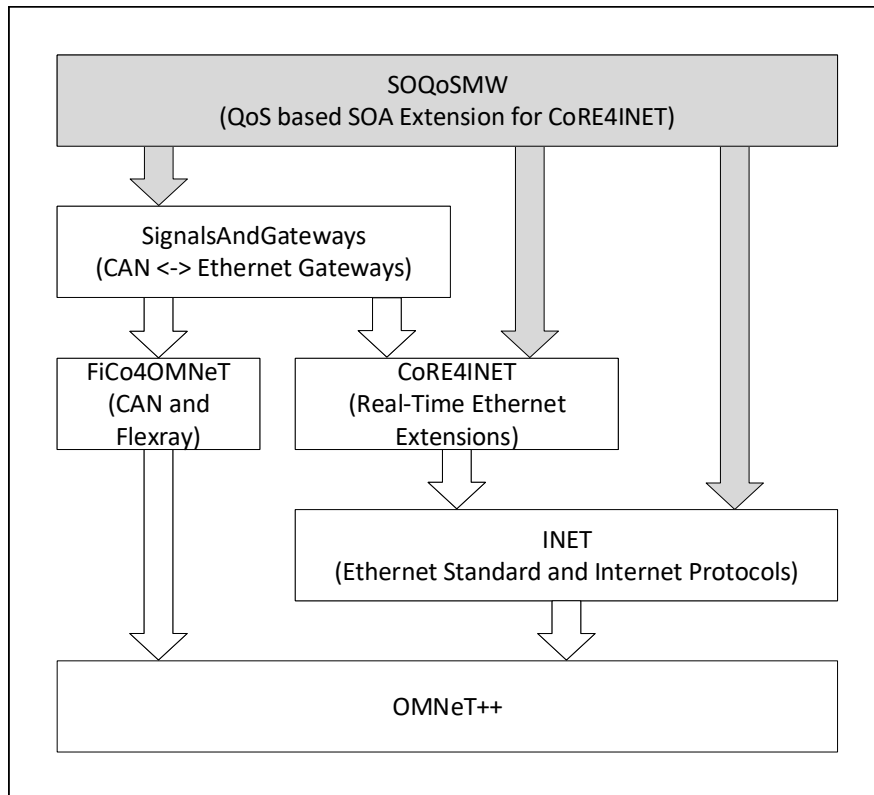 SOQoSMW
(QoS based SOA Extension for CoRE4INET)
SignalsAndGateways
(CAN <-> Ethernet Gateways)
FiCo4OMNeT
(CAN and
Flexray)
CoRE4INET
(Real-Time Ethernet
Extensions)
INET
(Ethernet Standard and Internet Protocols)
OMNeT++